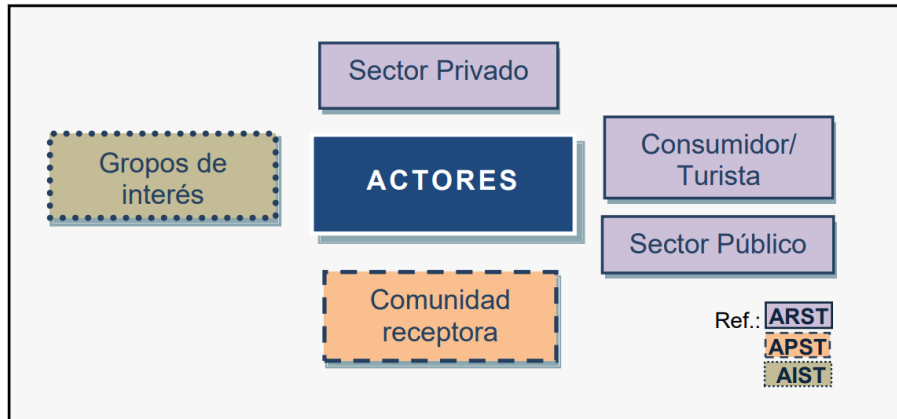 Sector Privado
Gropos de
interés
ACTORES
Consumidor/
Turista
Sector Público
Comunidad
receptora
Ref.: ARST
APST
AIST